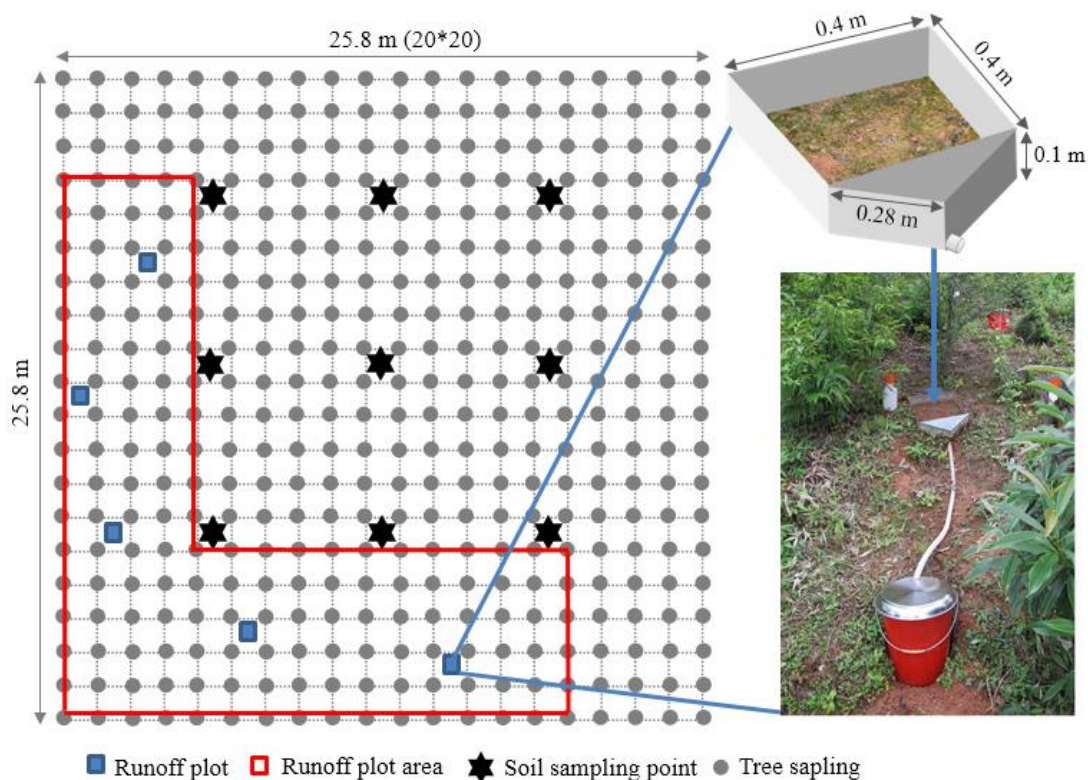 25.8 m (20*20)
25.8 m
0.4 m
0.4 m
0.1 m
0.28 m
Runoff plot
Runoff plot area
Soil sampling point
Tree sapling